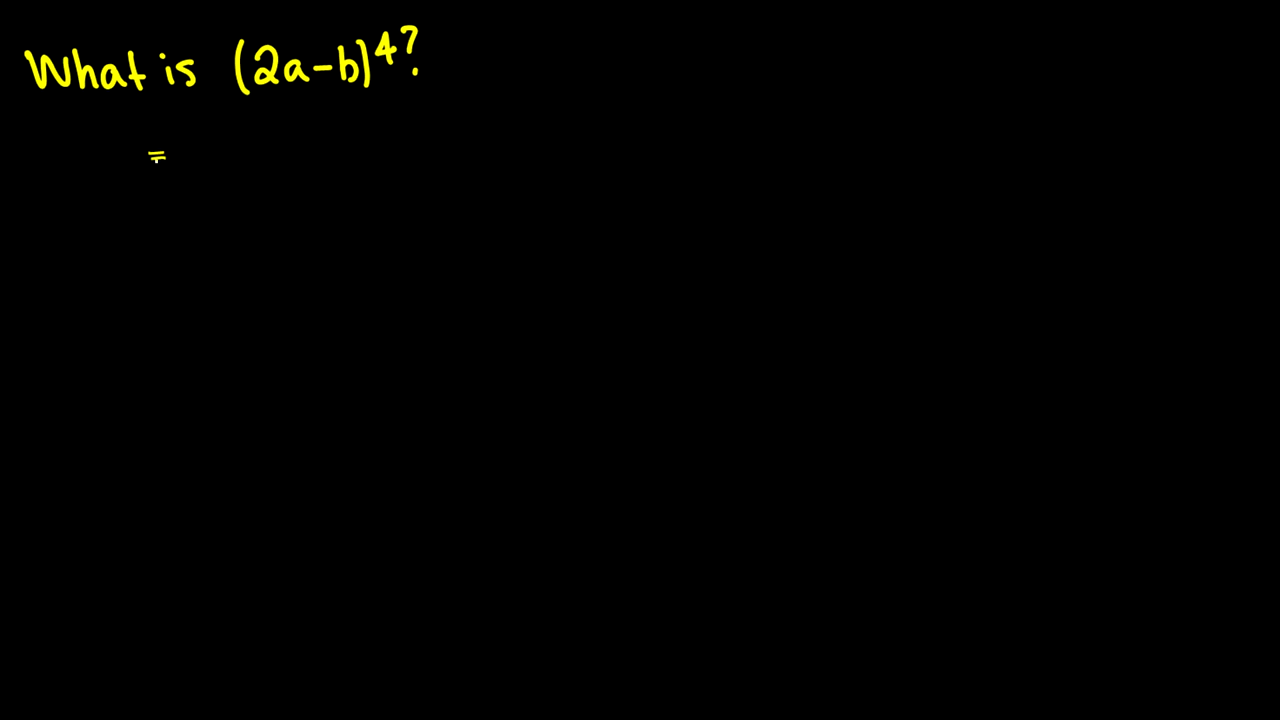 What is (2a-b)⁴?
=